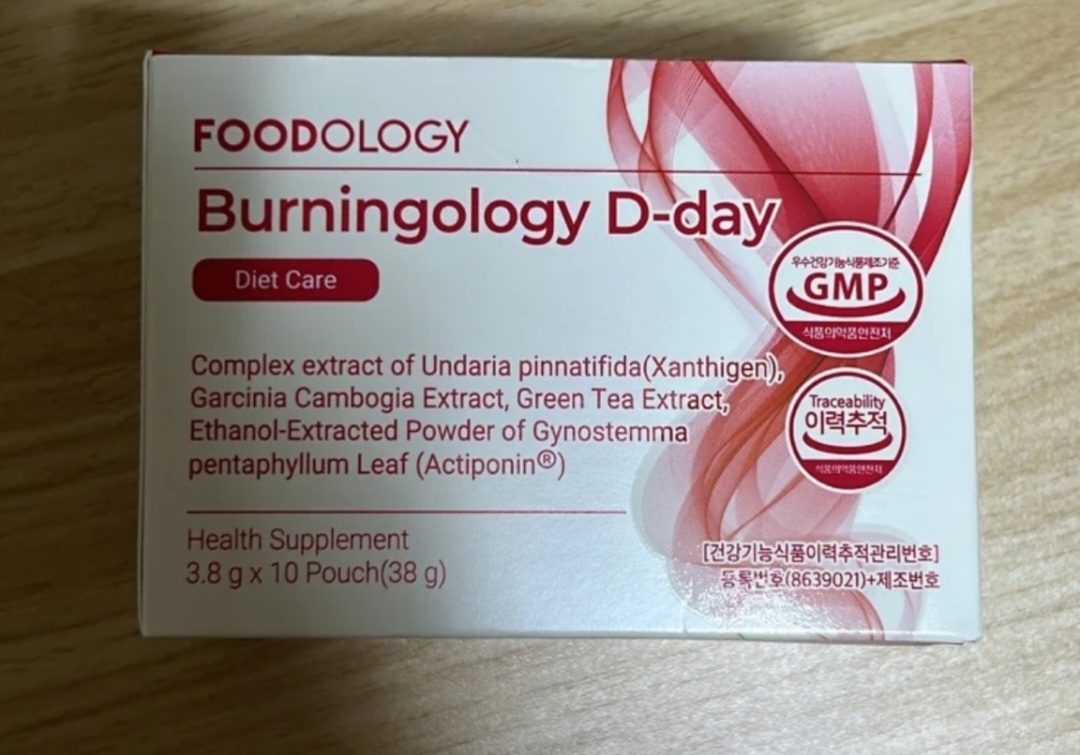 FOODOLOGY
Burningology D-day
Diet Care
우수건강기능식품제조기준
GMP
식품의약품안전처
Complex extract of Undaria pinnatifida(Xanthigen),
Garcinia Cambogia Extract, Green Tea Extract,
Ethanol-Extracted Powder of Gynostemma
pentaphyllum Leaf (Actiponin®)
Traceability
이력추적
식품의약품안전처
Health Supplement
3.8 g x 10 Pouch(38 g)
[건강기능식품이력추적관리번호]
등록번호(8639021)+제조번호